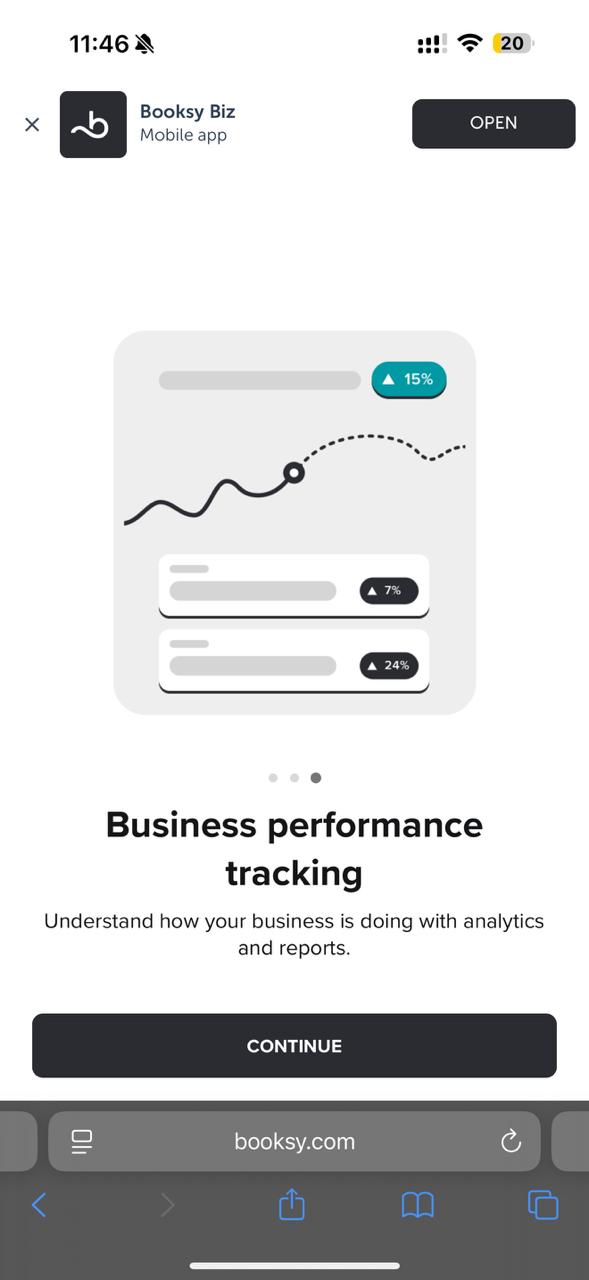 11:46
20
Booksy Biz
Mobile app
OPEN
15%
7%
24%
Business performance
tracking
Understand how your business is doing with analytics
and reports.
CONTINUE
booksy.com